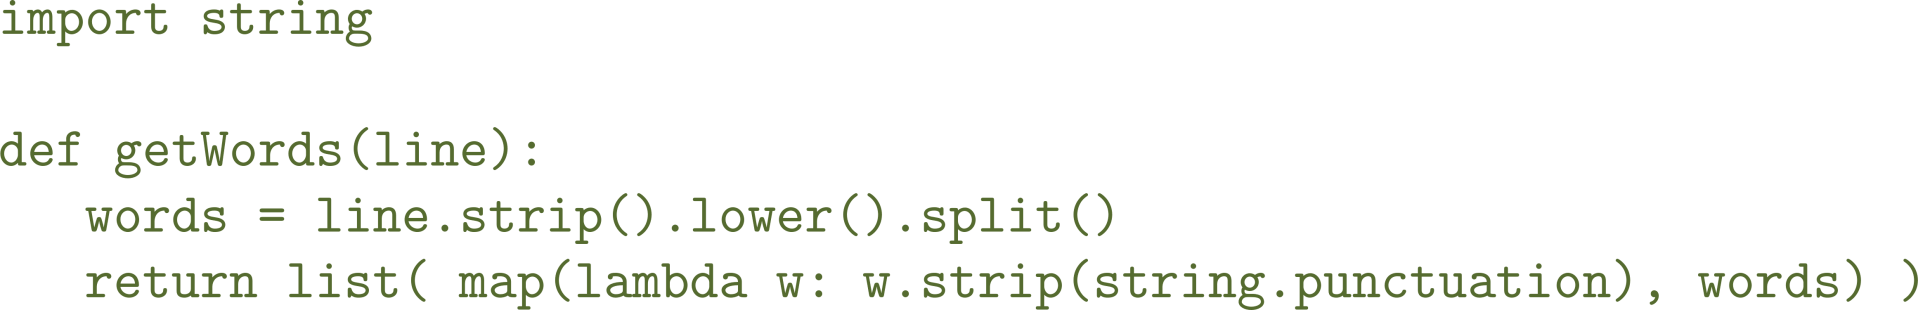 import string

def getWords(line):
   words = line.strip().lower().split()
   return list( map(lambda w: w.strip(string.punctuation), words) )